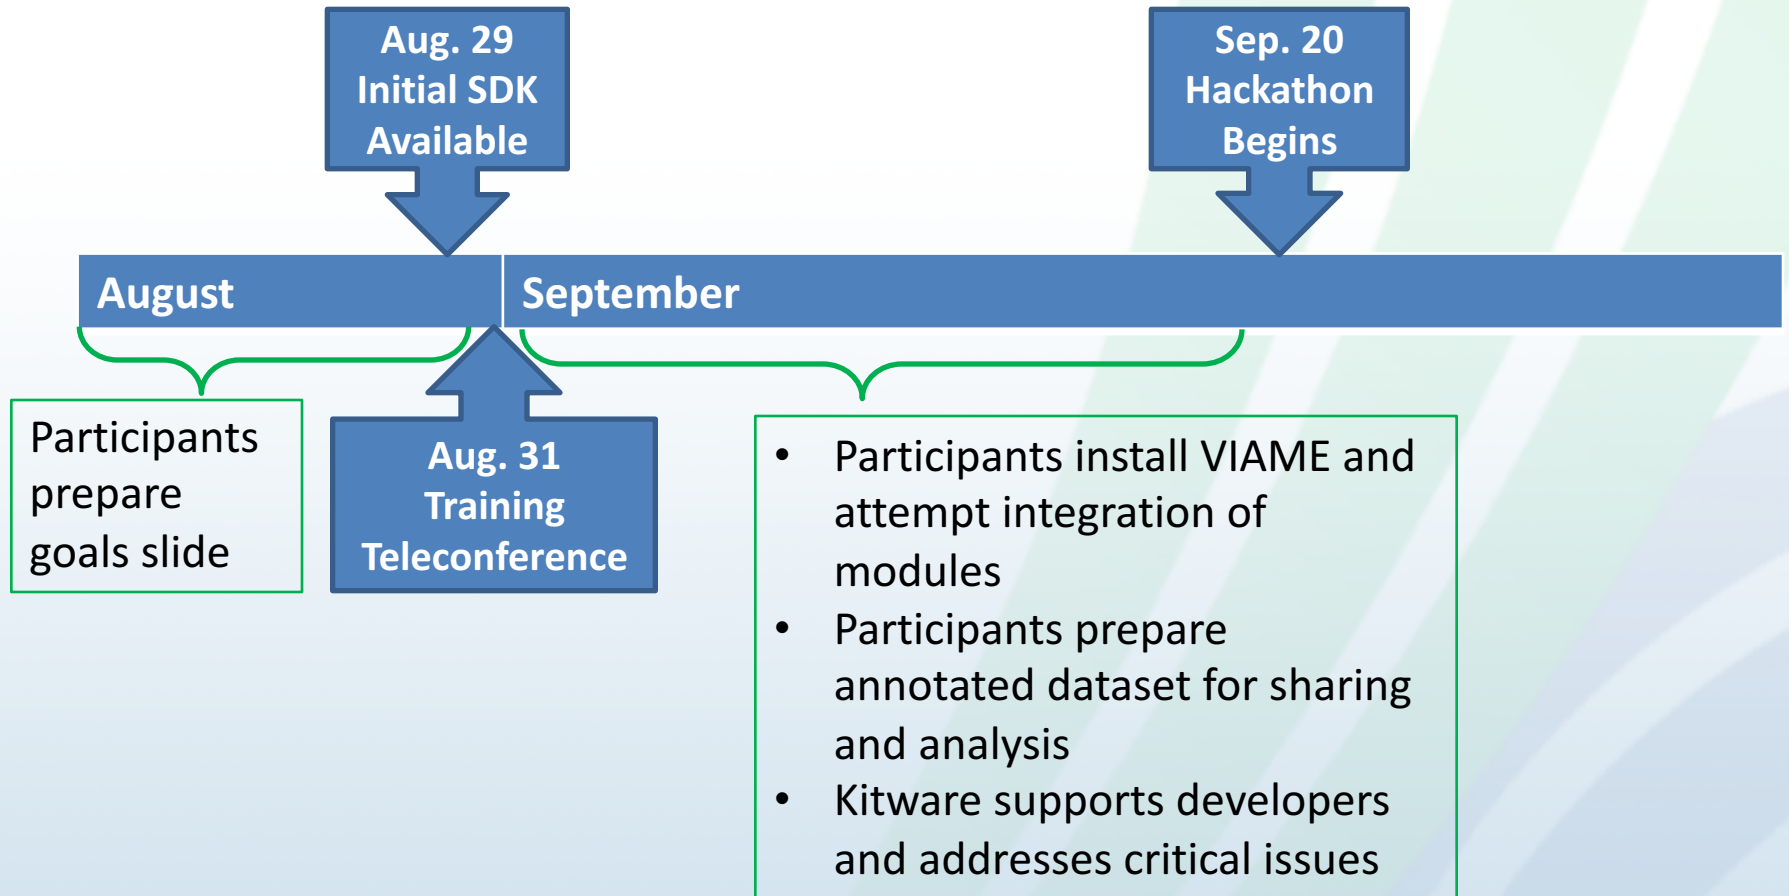 Aug. 29
Initial SDK
Available
Sep. 20
Hackathon
Begins
August
September
Participants
prepare
goals slide
Aug. 31
Training
Teleconference
• Participants install VIAME and
attempt integration of
modules
• Participants prepare
annotated dataset for sharing
and analysis
• Kitware supports developers
and addresses critical issues